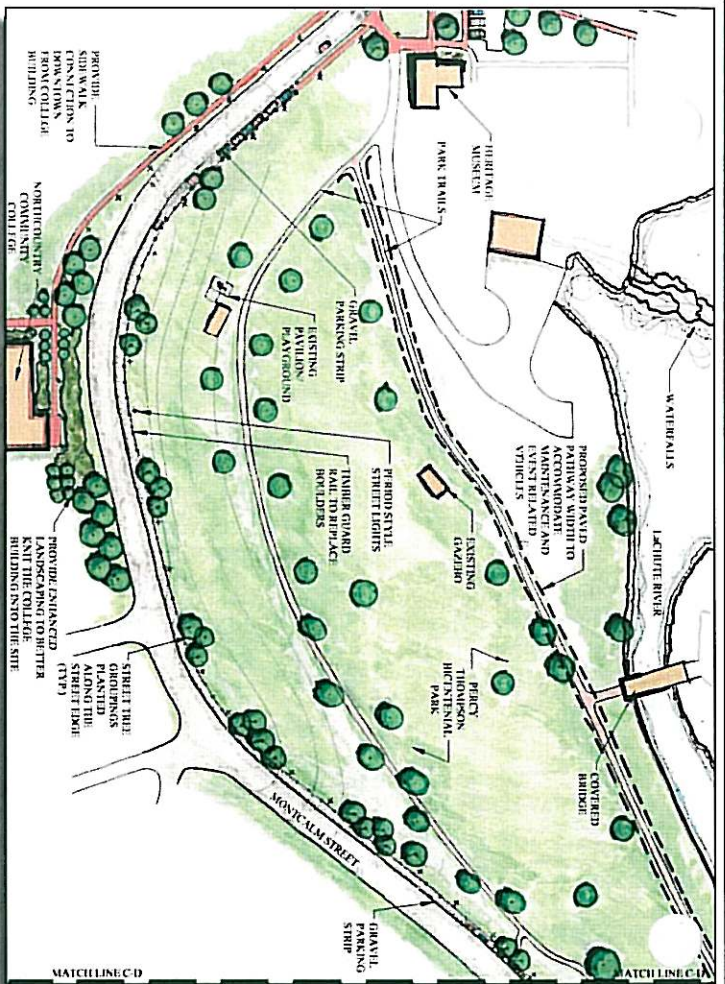 HERITAGE
MUSEUM
PARK TRAILS
WATERFALLS
PROVIDE
SIDEWALK
CONNECTION TO
DOWNTOWN
FROM COLLEGE
BUILDING
GRAVEL
PARKING STRIP
EXISTING
PAVILION/
PLAYGROUND
NORTH COUNTRY
COMMUNITY
COLLEGE
PROPOSED PAVED
PATHWAY WIDTH TO
ACCOMMODATE
MAINTENANCE AND
EVENT RELATED
VEHICLES
LaCHUTE RIVER
EXISTING
GAZEBO
PERIOD STYLE
STREET LIGHTS
TIMBER GUARD
RAIL TO REPLACE
BOULDERS
PROVIDE ENHANCED
LANDSCAPING TO BETTER
KNIT THE COLLEGE
BUILDING INTO THE SITE
STREET TREE
GROUPINGS
PLANTED
ALONG THE
STREET EDGE
(TYP.)
PERCY
THOMPSON
BICENTENIAL
PARK
COVERED
BRIDGE
MONTCALM STREET
GRAVEL
PARKING
STRIP
MATCH LINE C-D
MATCH LINE C-D